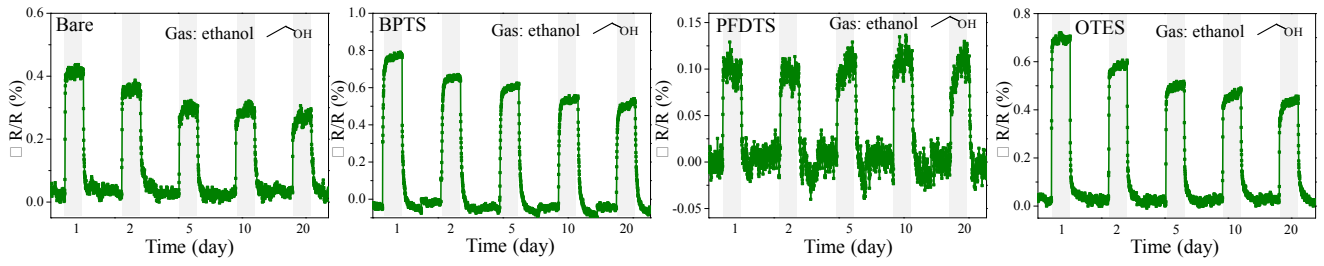 Bare
Gas: ethanol
OH
□ R/R (%)
0.6
0.4
0.2
0.0
1
2
5
10
20
Time (day)
BPTS
Gas: ethanol
OH
□ R/R (%)
1.0
0.8
0.6
0.4
0.2
0.0
1
2
5
10
20
Time (day)
PFDTS
Gas: ethanol
OH
□ R/R (%)
0.15
0.10
0.05
0.00
-0.05
1
2
5
10
20
Time (day)
OTES
Gas: ethanol
OH
□ R/R (%)
0.8
0.6
0.4
0.2
0.0
1
2
5
10
20
Time (day)